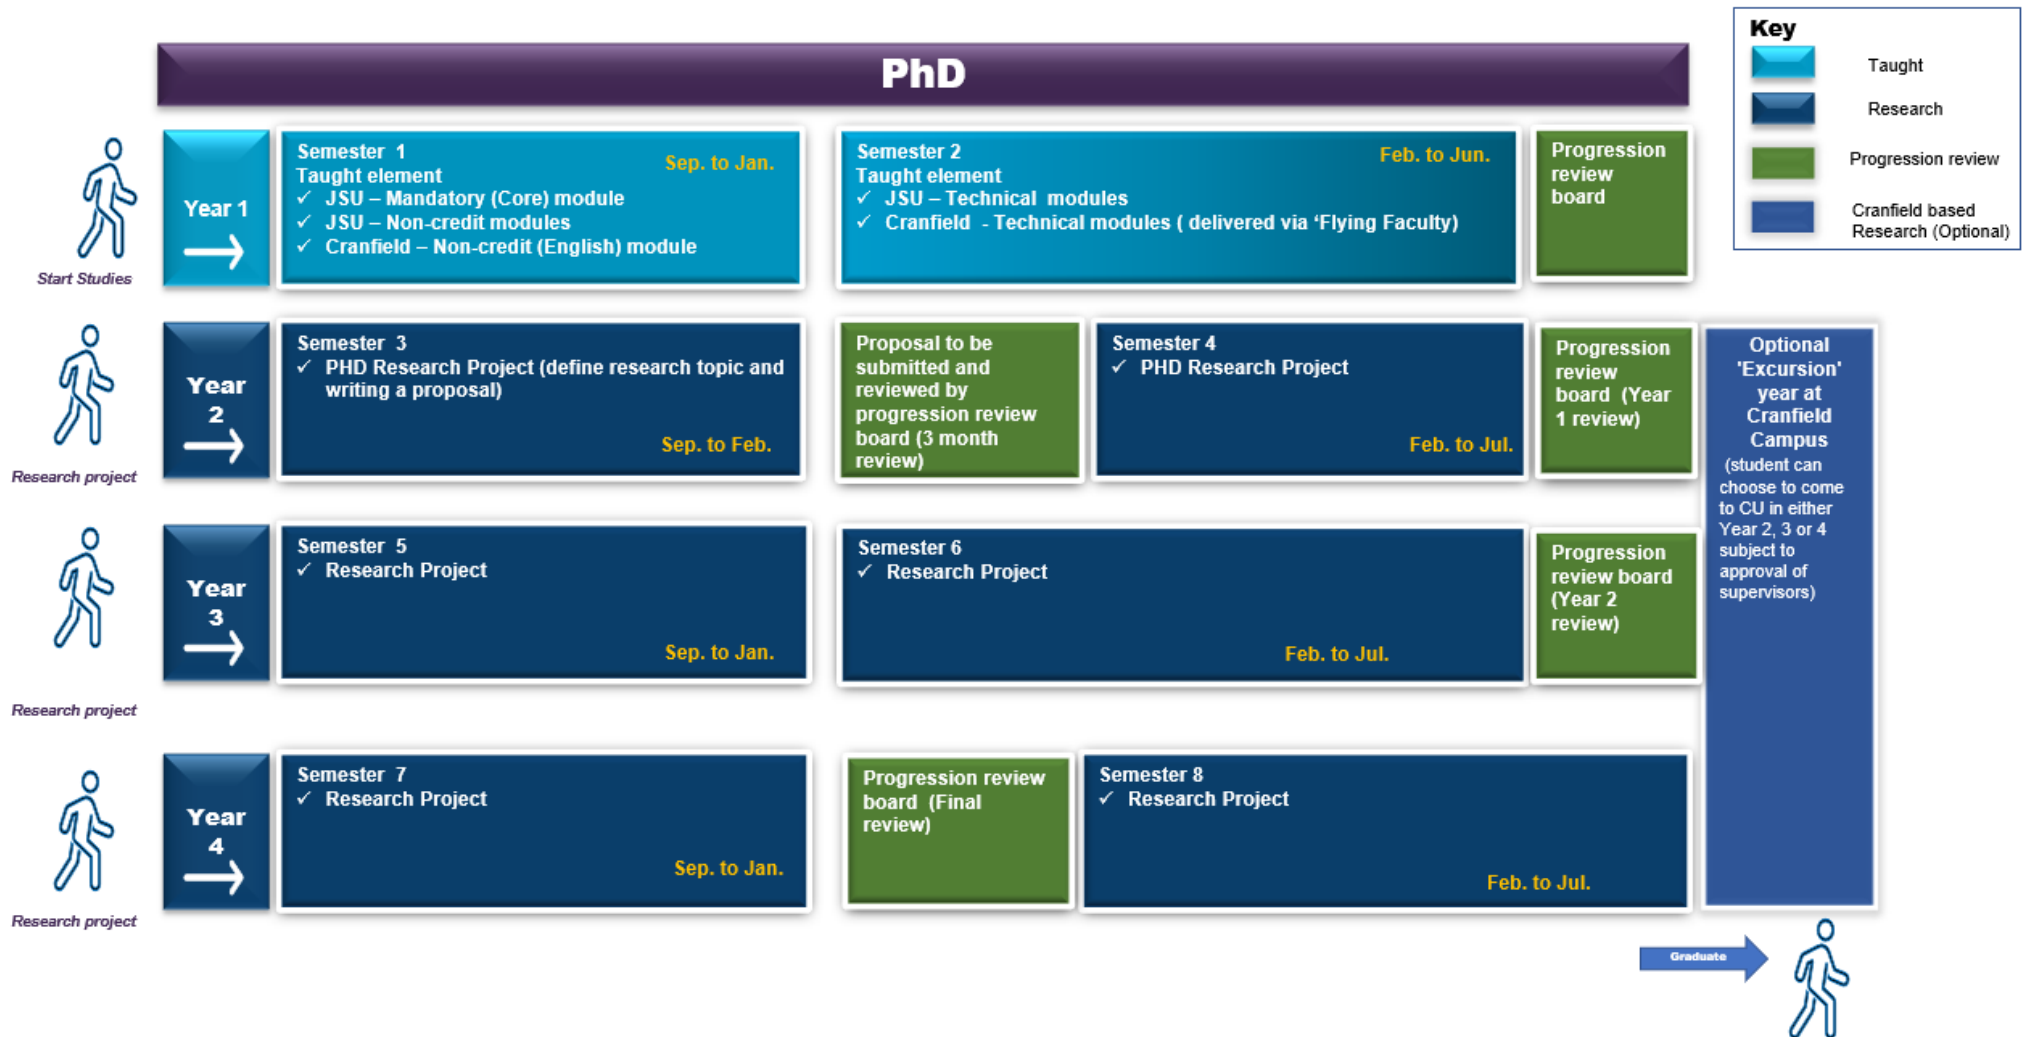 PhD
Key
Taught
Research
Progression review
Cranfield based
Research (Optional)
Start Studies
Year 1
Semester 1
Taught element
✓ JSU – Mandatory (Core) module
✓ JSU – Non-credit modules
✓ Cranfield – Non-credit (English) module
Sep. to Jan.
Semester 2
Taught element
✓ JSU – Technical modules
✓ Cranfield - Technical modules ( delivered via ‘Flying Faculty)
Feb. to Jun.
Progression
review
board
Research project
Year
2
Semester 3
✓ PHD Research Project (define research topic and
writing a proposal)
Sep. to Feb.
Proposal to be
submitted and
reviewed by
progression review
board (3 month
review)
Semester 4
✓ PHD Research Project
Feb. to Jul.
Progression
review
board (Year
1 review)
Optional
'Excursion'
year at
Cranfield
Campus
(student can
choose to come
to CU in either
Year 2, 3 or 4
subject to
approval of
supervisors)
Research project
Year
3
Semester 5
✓ Research Project
Sep. to Jan.
Semester 6
✓ Research Project
Feb. to Jul.
Progression
review board
(Year 2
review)
Research project
Year
4
Semester 7
✓ Research Project
Sep. to Jan.
Progression review
board (Final
review)
Semester 8
✓ Research Project
Feb. to Jul.
Graduate